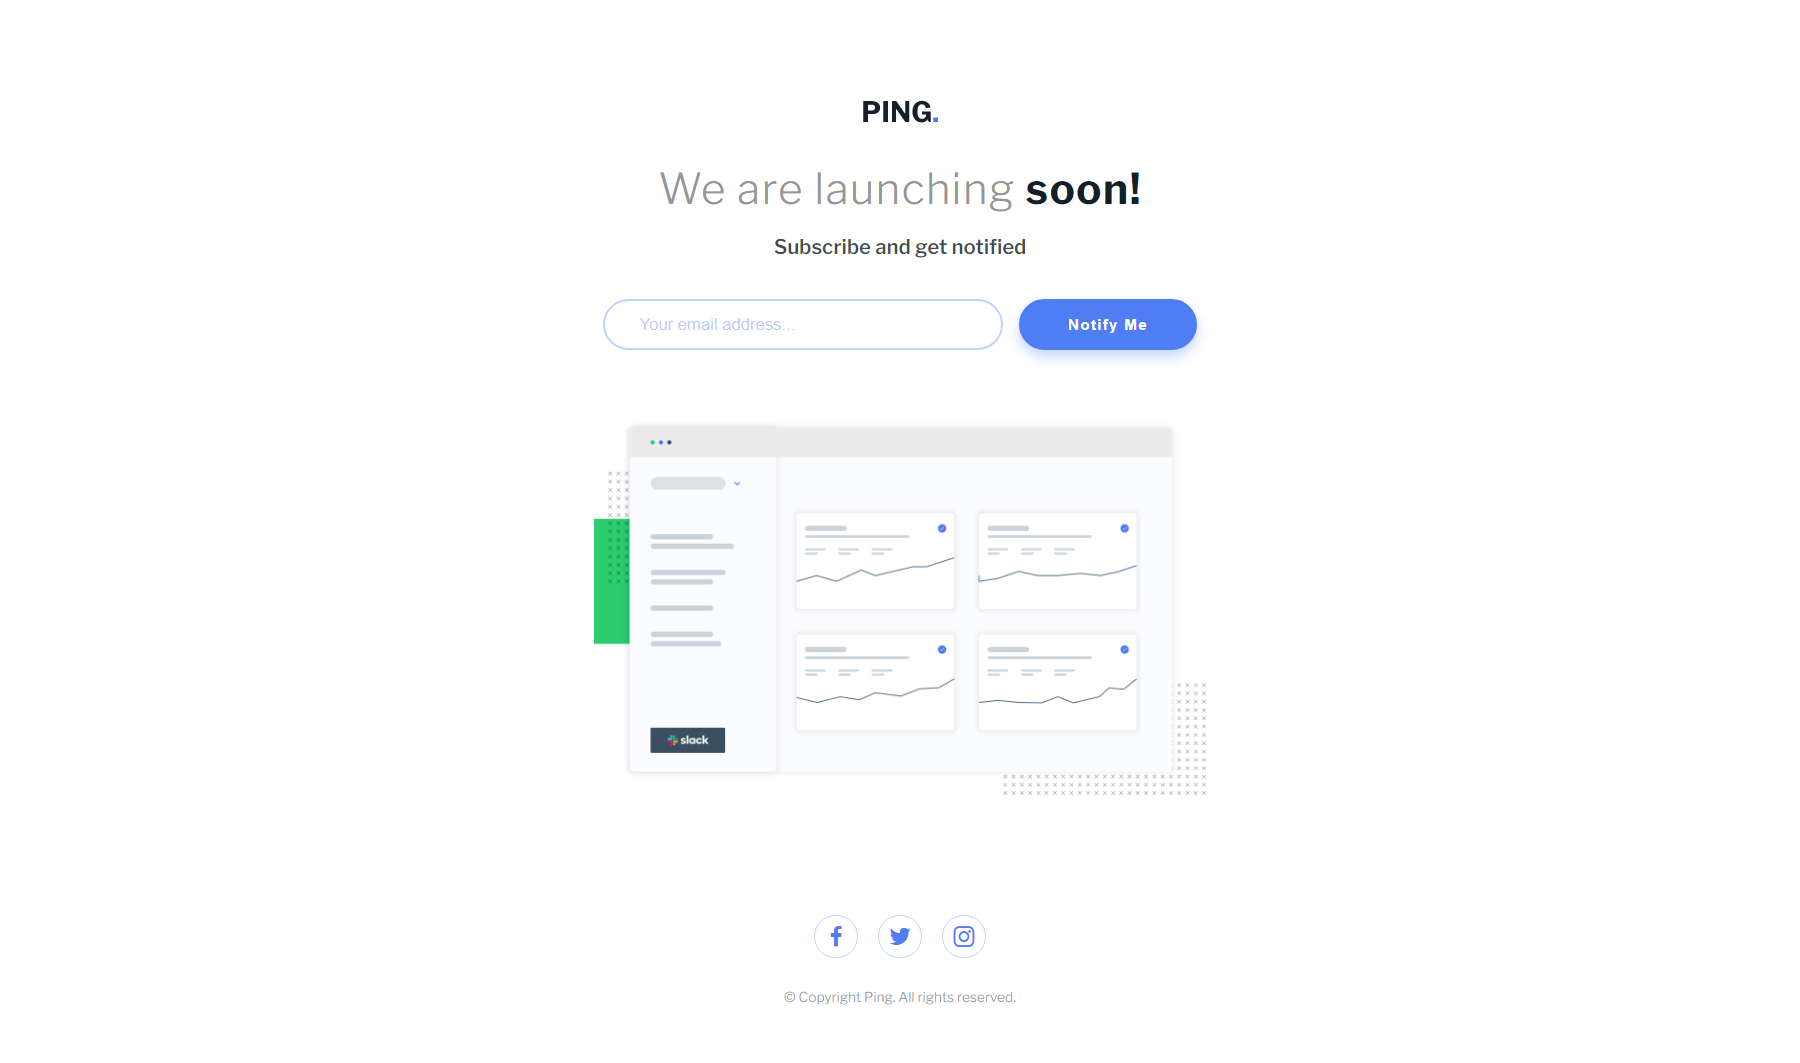 PING.
We are launching soon!
Subscribe and get notified
Your email address...
Notify Me
slack
© Copyright Ping. All rights reserved.